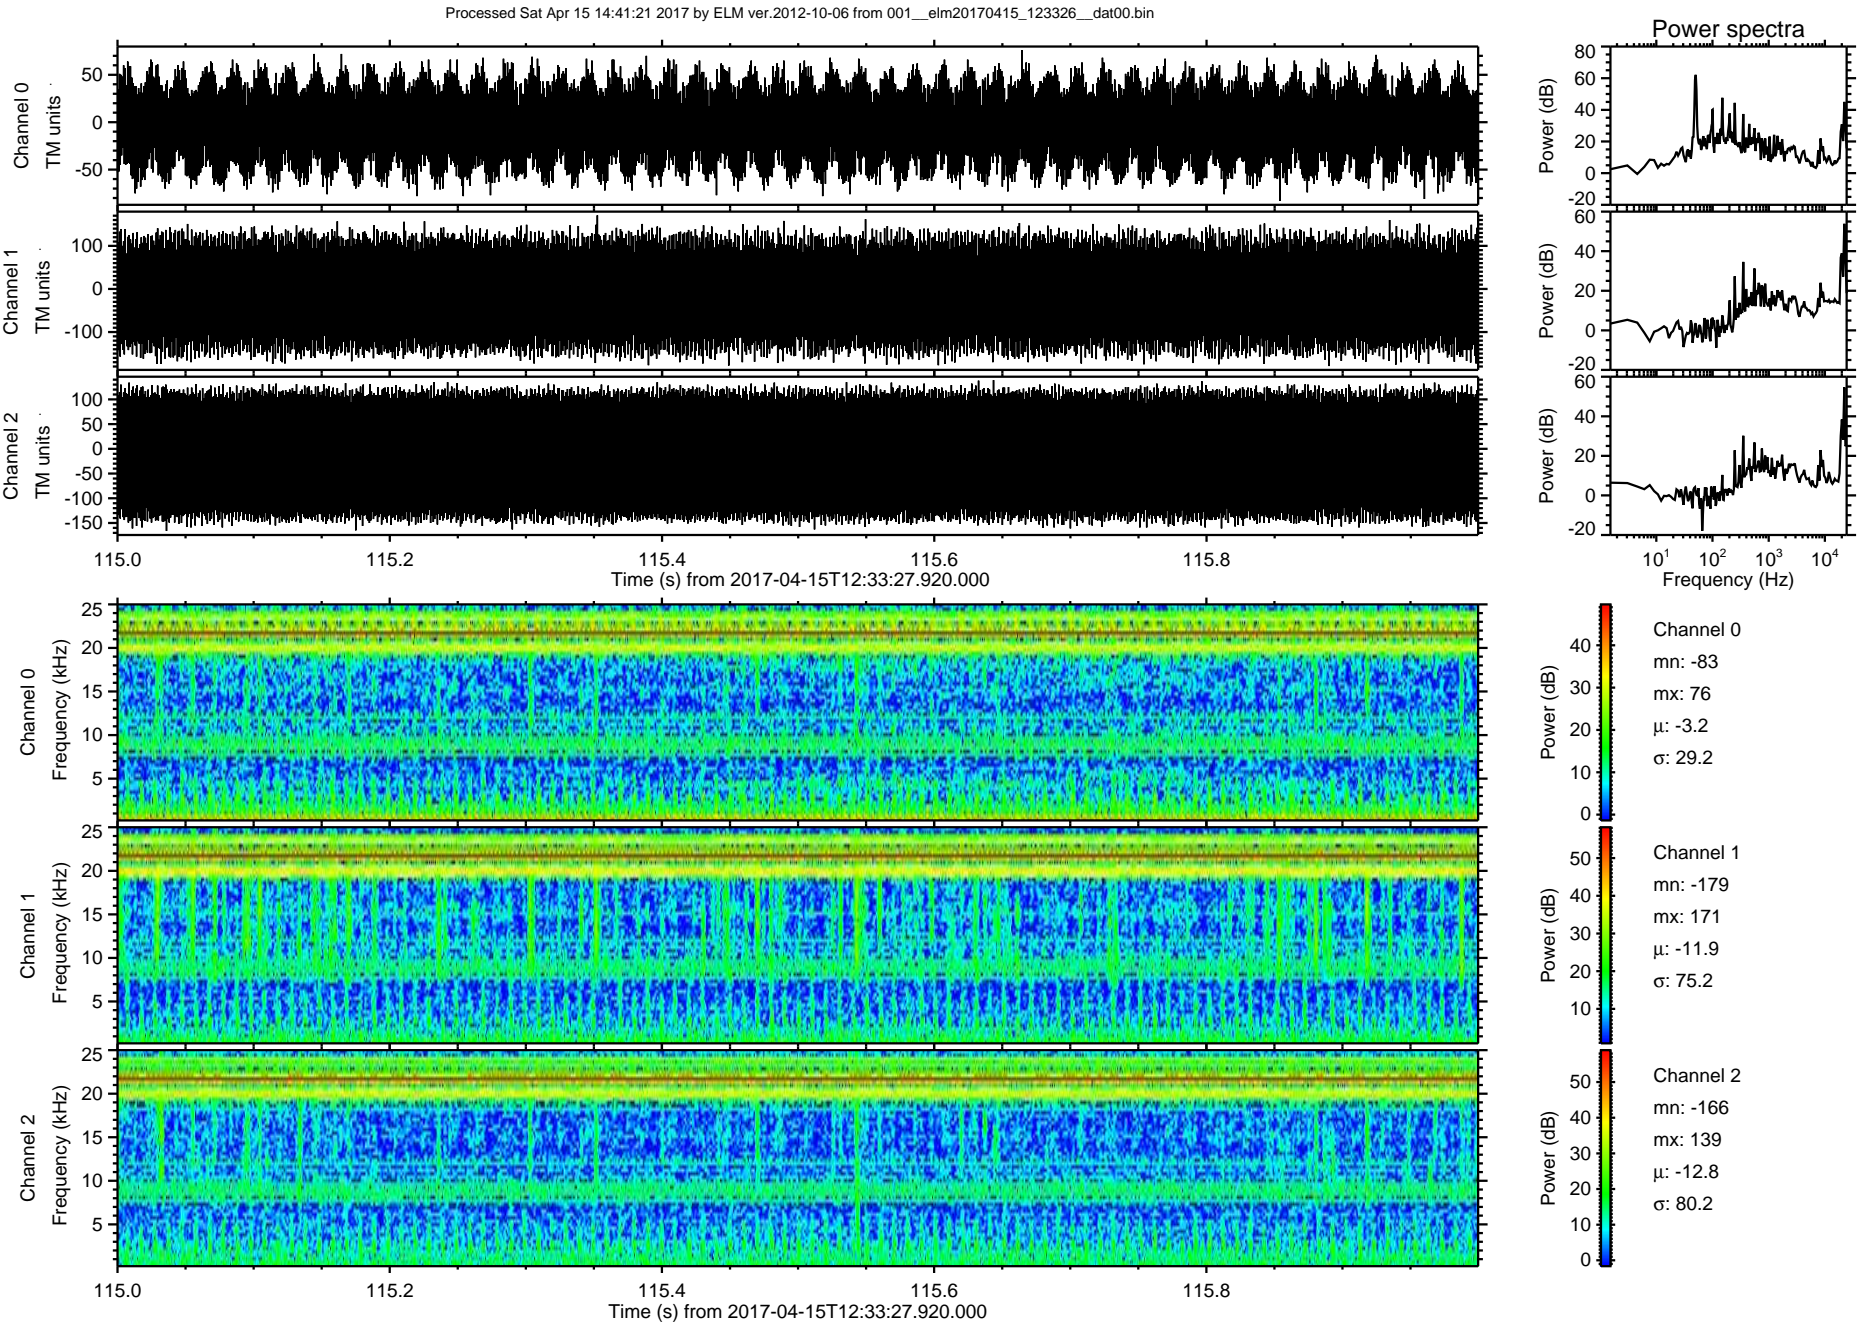 Processed Sat Apr 15 14:41:21 2017 by ELM ver.2012-10-06 from 001__elm20170415_123326__dat00.bin
Power spectra
Channel 0
TM units
50
0
-50
Power (dB)
80
60
40
20
0
-20
Channel 1
TM units
100
0
-100
Power (dB)
60
40
20
0
-20
Channel 2
TM units
100
50
0
-50
-100
-150
Power (dB)
60
40
20
0
-20
115.0 115.2 115.4 115.6 115.8
Time (s) from 2017-04-15T12:33:27.920.000
10^1 10^2 10^3 10^4
Frequency (Hz)
Channel 0
Frequency (kHz)
25
20
15
10
5
Power (dB)
40
30
20
10
0
Channel 0
mn: -83
mx: 76
μ: -3.2
σ: 29.2
Channel 1
Frequency (kHz)
25
20
15
10
5
Power (dB)
50
40
30
20
10
Channel 1
mn: -179
mx: 171
μ: -11.9
σ: 75.2
Channel 2
Frequency (kHz)
25
20
15
10
5
Power (dB)
50
40
30
20
10
0
Channel 2
mn: -166
mx: 139
μ: -12.8
σ: 80.2
115.0 115.2 115.4 115.6 115.8
Time (s) from 2017-04-15T12:33:27.920.000